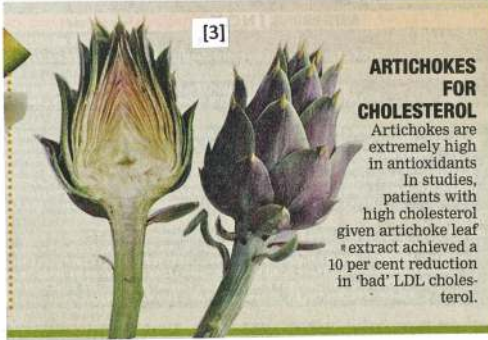 [3]
ARTICHOKES
FOR
CHOLESTEROL
Artichokes are
extremely high
in antioxidants
In studies,
patients with
high cholesterol
given artichoke leaf
extract achieved a
10 per cent reduction
in ‘bad’ LDL choles-
terol.